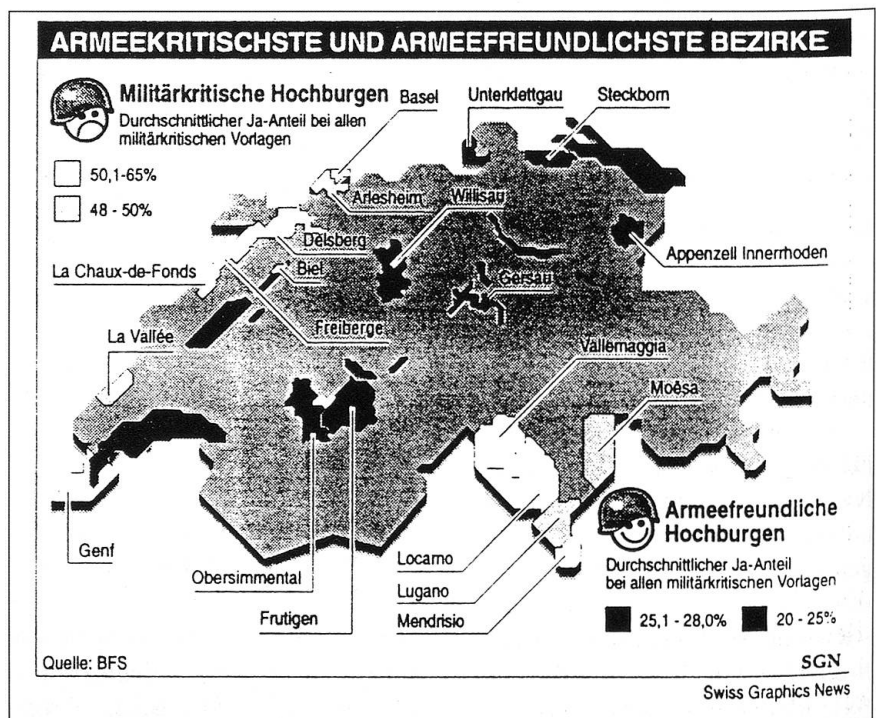 ARMEEKRITISCHSTE UND ARMEEFREUNDLICHSTE BEZIRKE
Militärkritische Hochburgen
Durchschnittlicher Ja-Anteil bei allen
militärkritischen Vorlagen
50,1-65%
48 - 50%
Basel
Unterklettgau
Steckborn
Arlesheim
Willisau
Delsberg
Appenzell Innerrhoden
La Chaux-de-Fonds
Biel
Gersau
Freiberge
La Vallée
Vallemaggia
Moësa
Genf
Obersimmental
Frutigen
Locarno
Lugano
Mendrisio
Armeefreundliche
Hochburgen
Durchschnittlicher Ja-Anteil
bei allen militärkritischen Vorlagen
25,1 - 28,0%
20 - 25%
Quelle: BFS
SGN
Swiss Graphics News